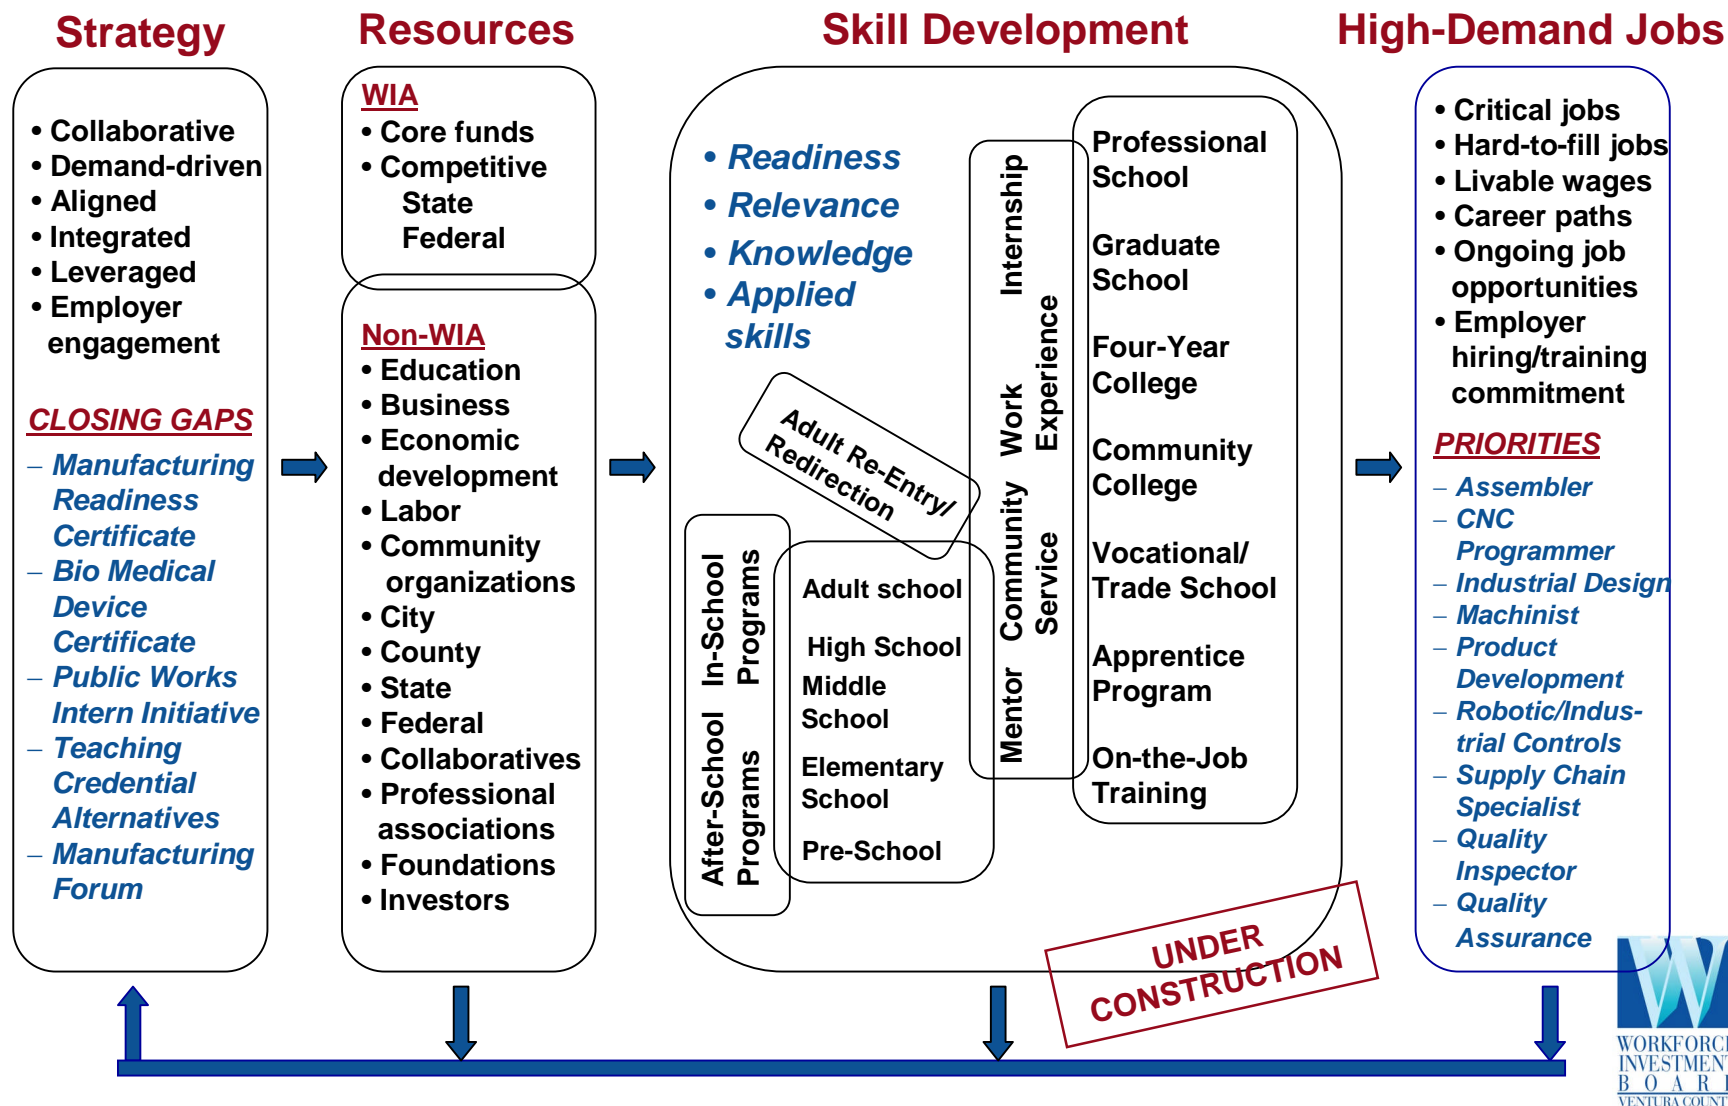 Strategy
Resources
Skill Development
High-Demand Jobs
• Collaborative
• Demand-driven
• Aligned
• Integrated
• Leveraged
• Employer
engagement
CLOSING GAPS
– Manufacturing
Readiness
Certificate
– Bio Medical
Device
Certificate
– Public Works
Intern Initiative
– Teaching
Credential
Alternatives
– Manufacturing
Forum
WIA
• Core funds
• Competitive
State
Federal
Non-WIA
• Education
• Business
• Economic
development
• Labor
• Community
organizations
• City
• County
• State
• Federal
• Collaboratives
• Professional
associations
• Foundations
• Investors
• Readiness
• Relevance
• Knowledge
• Applied
skills
Adult Re-Entry/
Redirection
After-School In-School
Programs Programs
Adult school
High School
Middle
School
Elementary
School
Pre-School
Mentor Community Work Internship
Service Experience
Professional
School
Graduate
School
Four-Year
College
Community
College
Vocational/
Trade School
Apprentice
Program
On-the-Job
Training
UNDER
CONSTRUCTION
• Critical jobs
• Hard-to-fill jobs
• Livable wages
• Career paths
• Ongoing job
opportunities
• Employer
hiring/training
commitment
PRIORITIES
– Assembler
– CNC
Programmer
– Industrial Design
– Machinist
– Product
Development
– Robotic/Indus-
trial Controls
– Supply Chain
Specialist
– Quality
Inspector
– Quality
Assurance
W
WORKFORC
INVESTMEN
BOAR
VENTURA COUNT